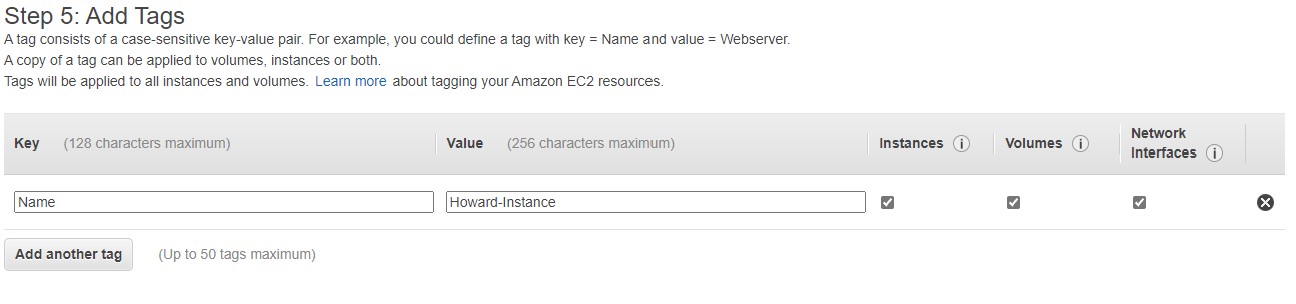 Step 5: Add Tags
A tag consists of a case-sensitive key-value pair. For example, you could define a tag with key = Name and value = Webserver.
A copy of a tag can be applied to volumes, instances or both.
Tags will be applied to all instances and volumes. Learn more about tagging your Amazon EC2 resources.
Key (128 characters maximum) Value (256 characters maximum) Instances i Volumes i Network Interfaces i
Name Howard-Instance
Add another tag (Up to 50 tags maximum)